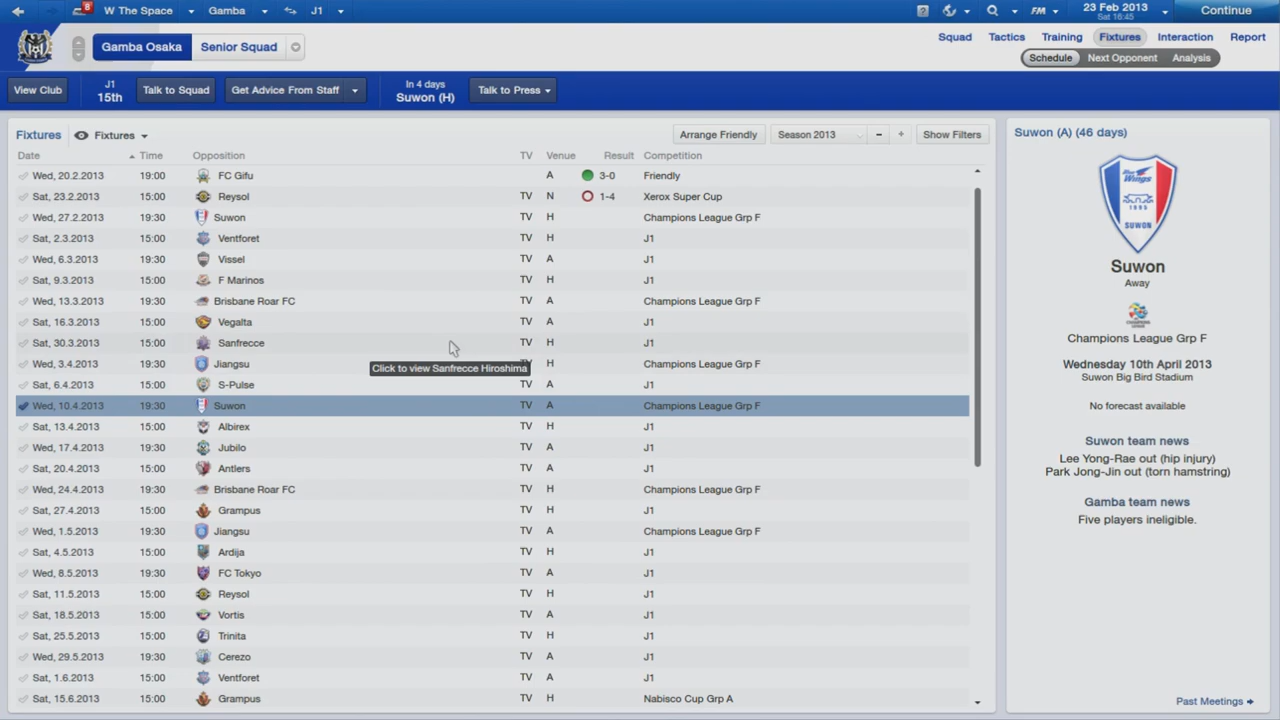 8 W The Space Gamba J1 FM 23 Feb 2013 Sat 16:45 Continue
Gamba Osaka Senior Squad Squad Tactics Training Fixtures Interaction Report
Schedule Next Opponent Analysis
View Club J1 15th Talk to Squad Get Advice From Staff In 4 days Suwon (H) Talk to Press
Fixtures Fixtures Arrange Friendly Season 2013 - + Show Filters
Date Time Opposition TV Venue Result Competition
Wed, 20.2.2013 19:00 FC Gifu A 3-0 Friendly
Sat, 23.2.2013 15:00 Reysol TV N 1-4 Xerox Super Cup
Wed, 27.2.2013 19:30 Suwon TV H Champions League Grp F
Sat, 2.3.2013 15:00 Ventforet TV H J1
Wed, 6.3.2013 19:30 Vissel TV A J1
Sat, 9.3.2013 15:00 F Marinos TV H J1
Wed, 13.3.2013 19:30 Brisbane Roar FC TV A Champions League Grp F
Sat, 16.3.2013 15:00 Vegalta TV A J1
Sat, 30.3.2013 15:00 Sanfrecce TV H J1
Wed, 3.4.2013 19:30 Jiangsu TV H Champions League Grp F
Click to view Sanfrecce Hiroshima
Sat, 6.4.2013 15:00 S-Pulse TV A J1
Wed, 10.4.2013 19:30 Suwon TV A Champions League Grp F
Sat, 13.4.2013 15:00 Albirex TV H J1
Wed, 17.4.2013 19:30 Jubilo TV A J1
Sat, 20.4.2013 15:00 Antlers TV A J1
Wed, 24.4.2013 19:30 Brisbane Roar FC TV H Champions League Grp F
Sat, 27.4.2013 15:00 Grampus TV H J1
Wed, 1.5.2013 19:30 Jiangsu TV A Champions League Grp F
Sat, 4.5.2013 15:00 Ardija TV H J1
Wed, 8.5.2013 19:30 FC Tokyo TV A J1
Sat, 11.5.2013 15:00 Reysol TV H J1
Sat, 18.5.2013 15:00 Vortis TV A J1
Sat, 25.5.2013 15:00 Trinita TV H J1
Wed, 29.5.2013 19:30 Cerezo TV A J1
Sat, 1.6.2013 15:00 Ventforet TV A J1
Sat, 15.6.2013 15:00 Grampus TV H Nabisco Cup Grp A
Suwon (A) (46 days)
Blue Wings
1995
SUWON
Suwon
Away
Champions League Grp F
Wednesday 10th April 2013
Suwon Big Bird Stadium
No forecast available
Suwon team news
Lee Yong-Rae out (hip injury)
Park Jong-Jin out (torn hamstring)
Gamba team news
Five players ineligible.
Past Meetings